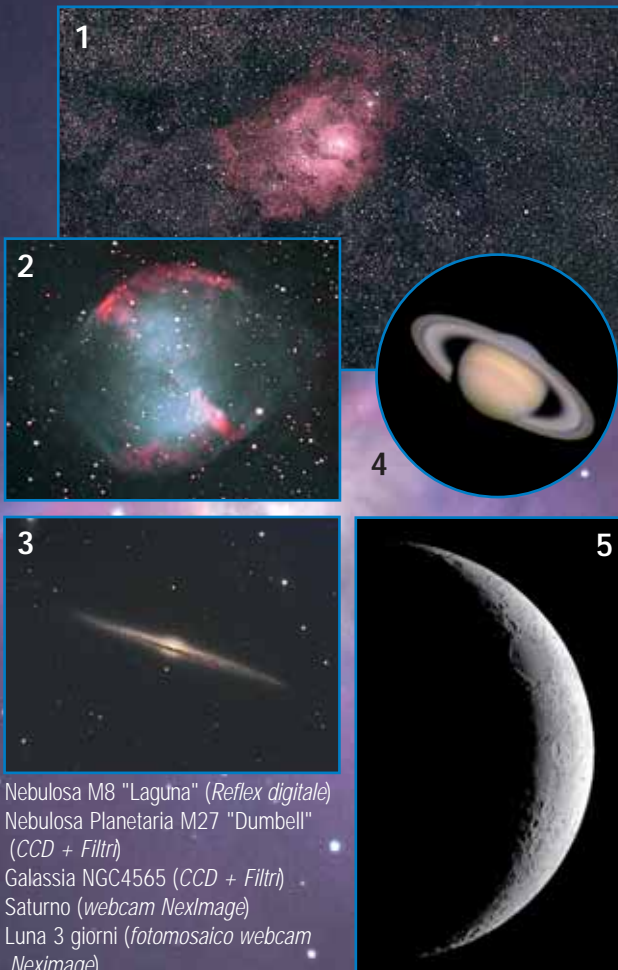 1
2
4
3
5
Nebulosa M8 "Laguna" (Reflex digitale)
Nebulosa Planetaria M27 "Dumbell"
(CCD + Filtri)
Galassia NGC4565 (CCD + Filtri)
Saturno (webcam NexImage)
Luna 3 giorni (fotomosaico webcam
Neximage)